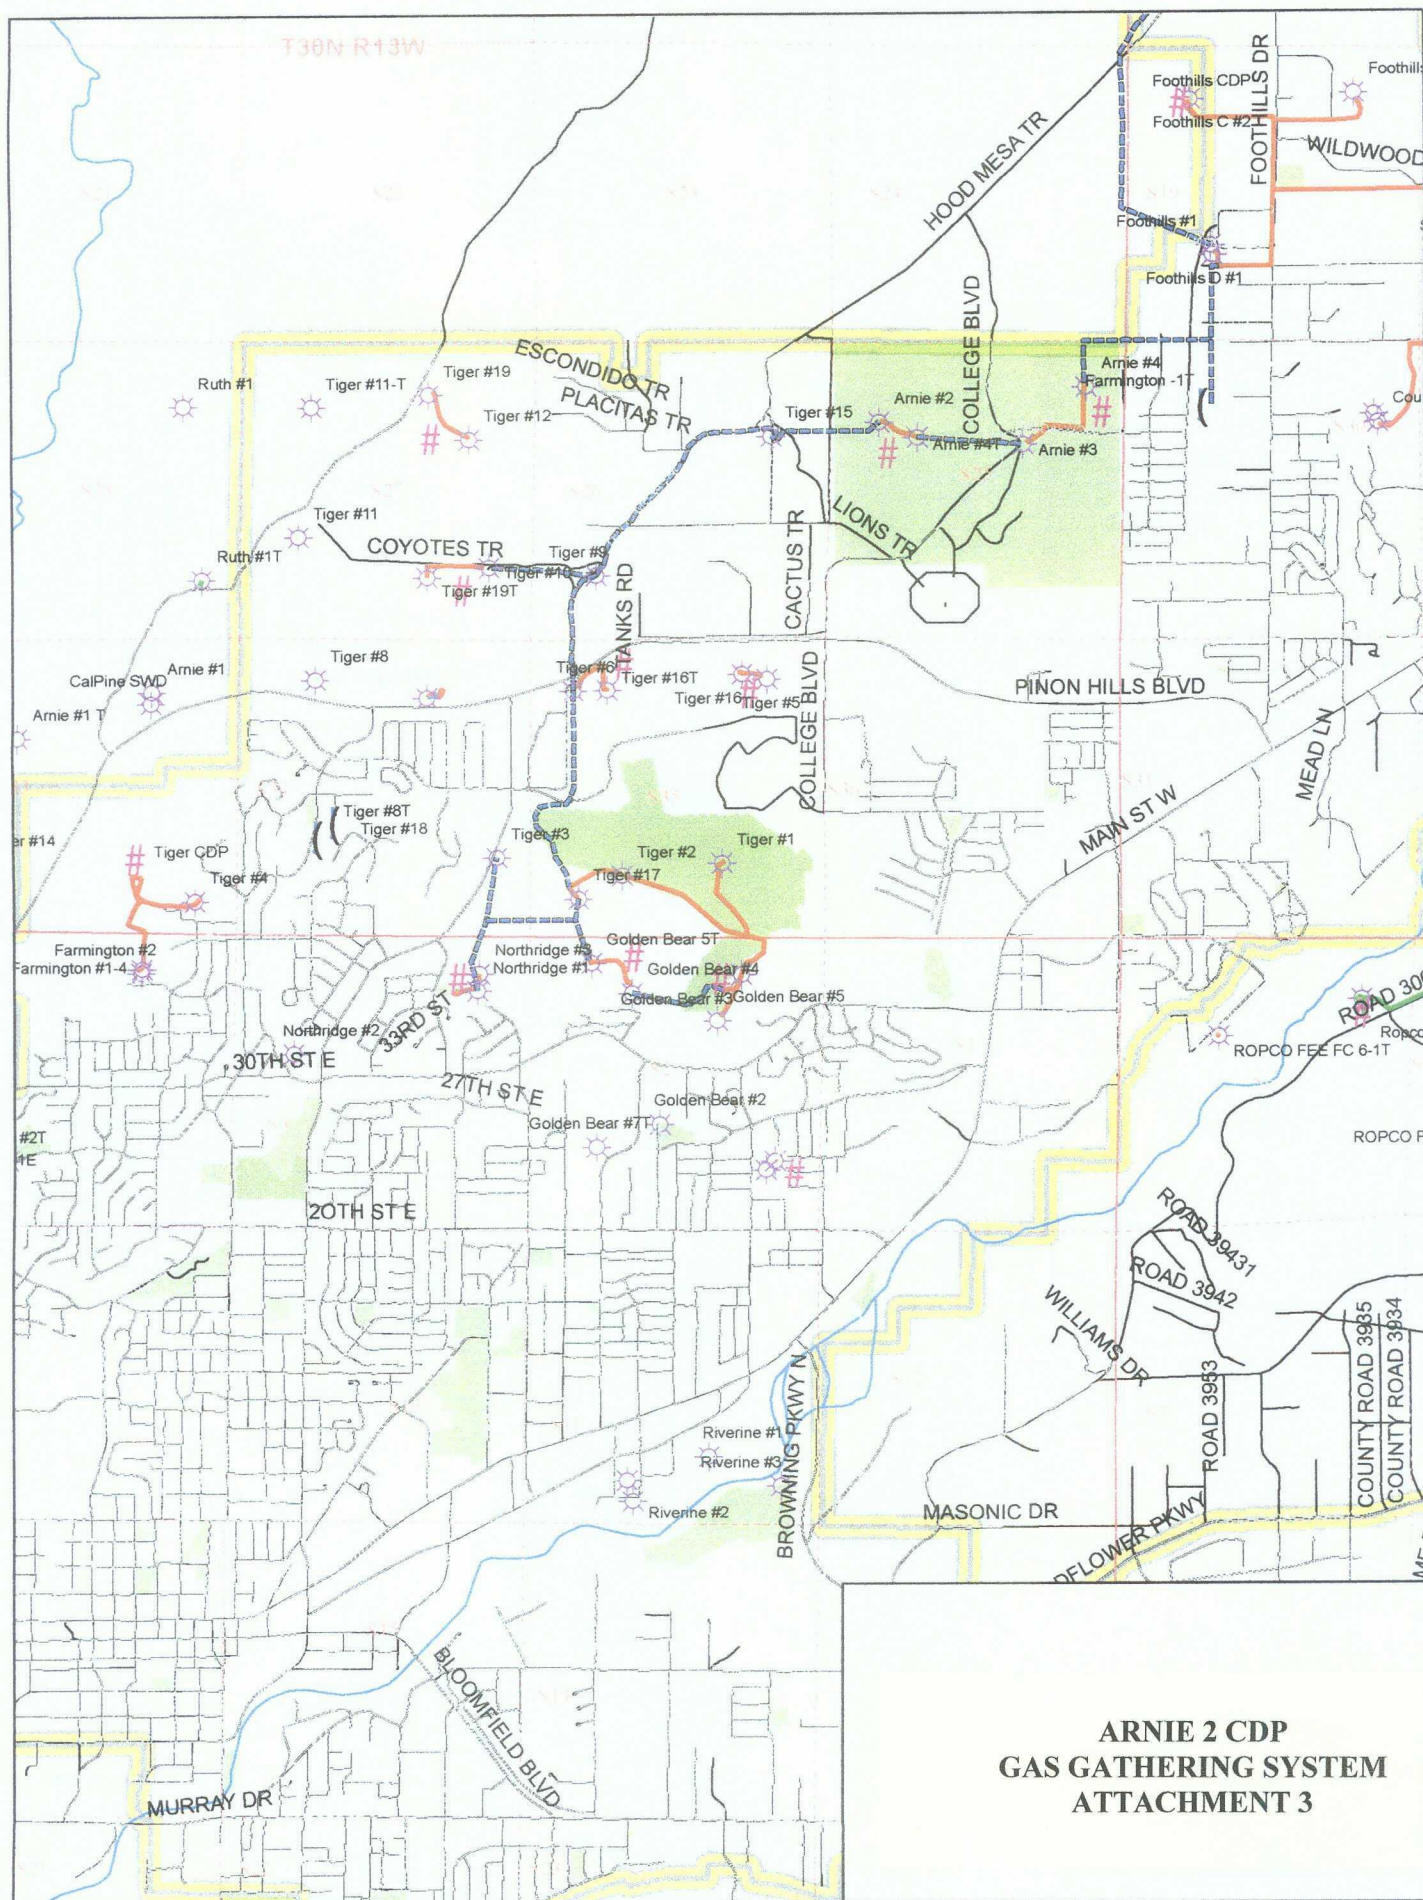 T30N R13W
Foothills CDP
Foothills
Foothills C #2
FOOTHILLS DR
WILDWOOD
HOOD MESA TR
Foothills #1
Foothills D #1
COLLEGE BLVD
ESCONDIDO TR
PLACITAS TR
Ruth #1
Tiger #11-T
Tiger #19
Tiger #12
Tiger #15
Arnie #2
Arnie #4T
Arnie #3
Arnie #4
Farmington -1T
Cou
Tiger #11
Ruth #1T
COYOTES TR
Tiger #9
Tiger #10
Tiger #19T
TANKS RD
CACTUS TR
LIONS TR
CalPine SWD
Arnie #1
Tiger #8
Arnie #1 T
Tiger #6
Tiger #16T
Tiger #16
Tiger #5
COLLEGE BLVD
PINON HILLS BLVD
MEAD LN
MAIN ST W
Tiger #8T
Tiger #18
er #14
Tiger CDP
Tiger #4
Tiger #3
Tiger #2
Tiger #1
Tiger #17
Farmington #2
Farmington #1-4
Northridge #3
Northridge #1
Golden Bear 5T
Golden Bear #4
Golden Bear #3
Golden Bear #5
Northridge #2
33RD ST
30TH ST E
27TH ST E
ROAD 300
Ropco
ROPCO FEE FC 6-1T
Golden Bear #2
Golden Bear #7T
#2T
1E
ROPCO F
20TH ST E
ROAD 39431
ROAD 3942
WILLIAMS DR
ROAD 3953
COUNTY ROAD 3935
COUNTY ROAD 3934
BROWNING PKWY N
Riverine #1
Riverine #3
Riverine #2
MASONIC DR
DFLOWER PKWY
BLOOMFIELD BLVD
MURRAY DR
ARNIE 2 CDP
GAS GATHERING SYSTEM
ATTACHMENT 3